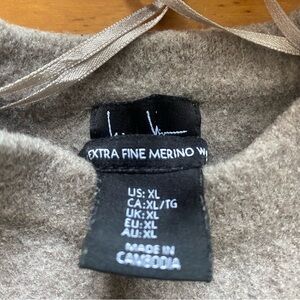 EXTRA FINE MERINO
US: XL
CA:XL/TG
UK: XL
EU: XL
AU: XL
MADE IN
CAMBODIA